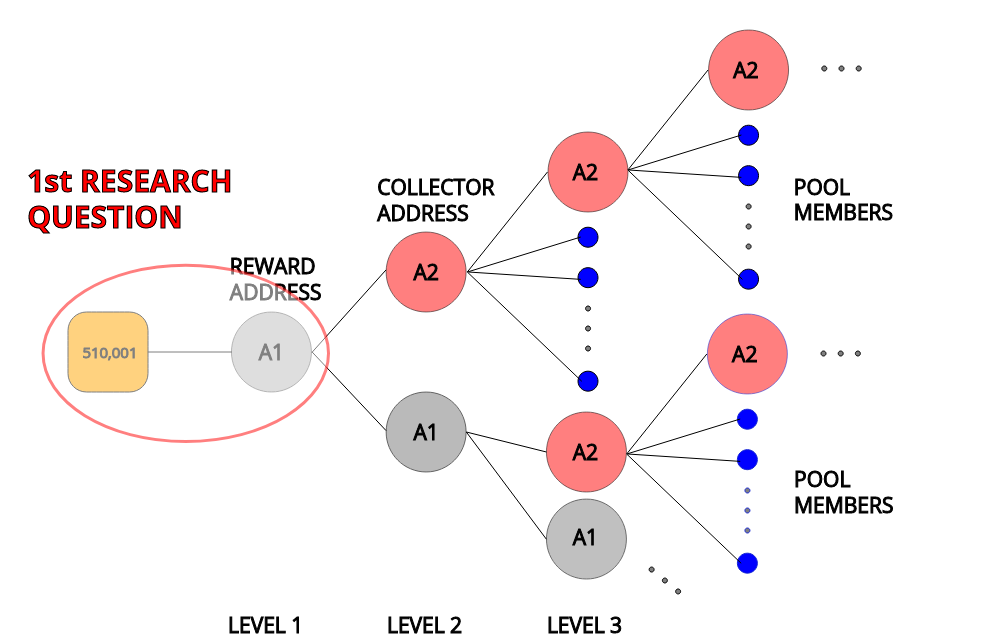 A2
A2
1st RESEARCH
QUESTION
COLLECTOR
ADDRESS
POOL
MEMBERS
REWARD
ADDRESS
A2
510,001
A1
A2
A1
A2
POOL
MEMBERS
A1
LEVEL 1
LEVEL 2
LEVEL 3